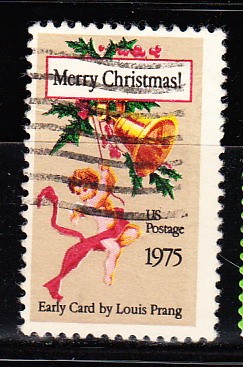 Merry Christmas!
US
Postage
1975
Early Card by Louis Prang